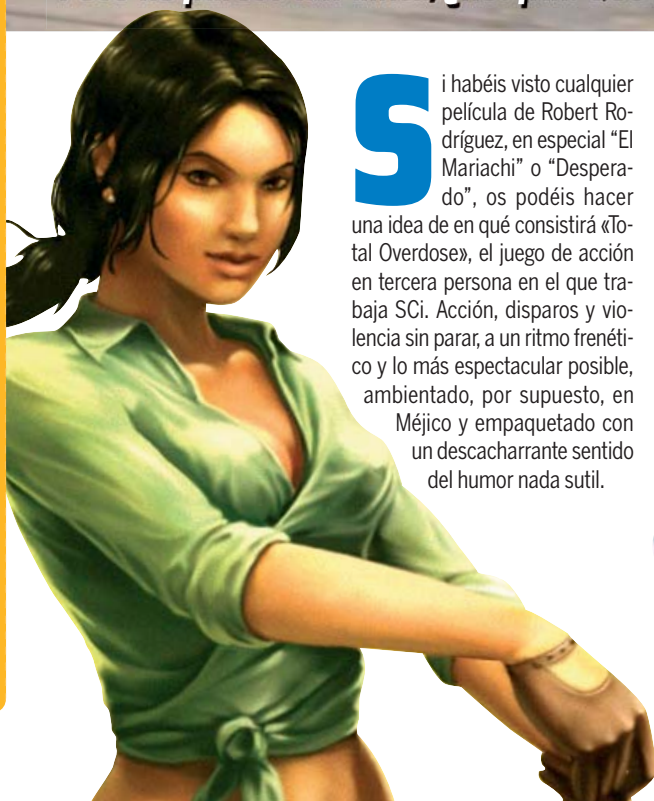 Si habéis visto cualquier
película de Robert Ro-
dríguez, en especial “El
Mariachi” o “Despera-
do”, os podéis hacer
una idea de en qué consistirá «To-
tal Overdose», el juego de acción
en tercera persona en el que tra-
baja SCi. Acción, disparos y vio-
lencia sin parar, a un ritmo frenéti-
co y lo más espectacular posible,
ambientado, por supuesto, en
Méjico y empaquetado con
un descacharrante sentido
del humor nada sutil.